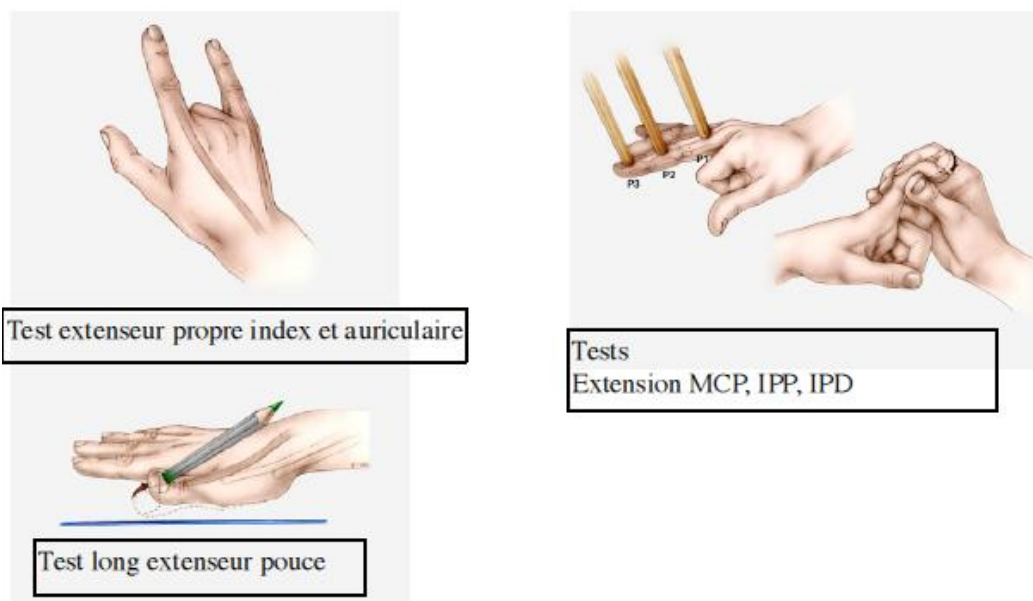 Test extenseur propre index et auriculaire
P3
P2
P1
Tests
Extension MCP, IPP, IPD
Test long extenseur pouce